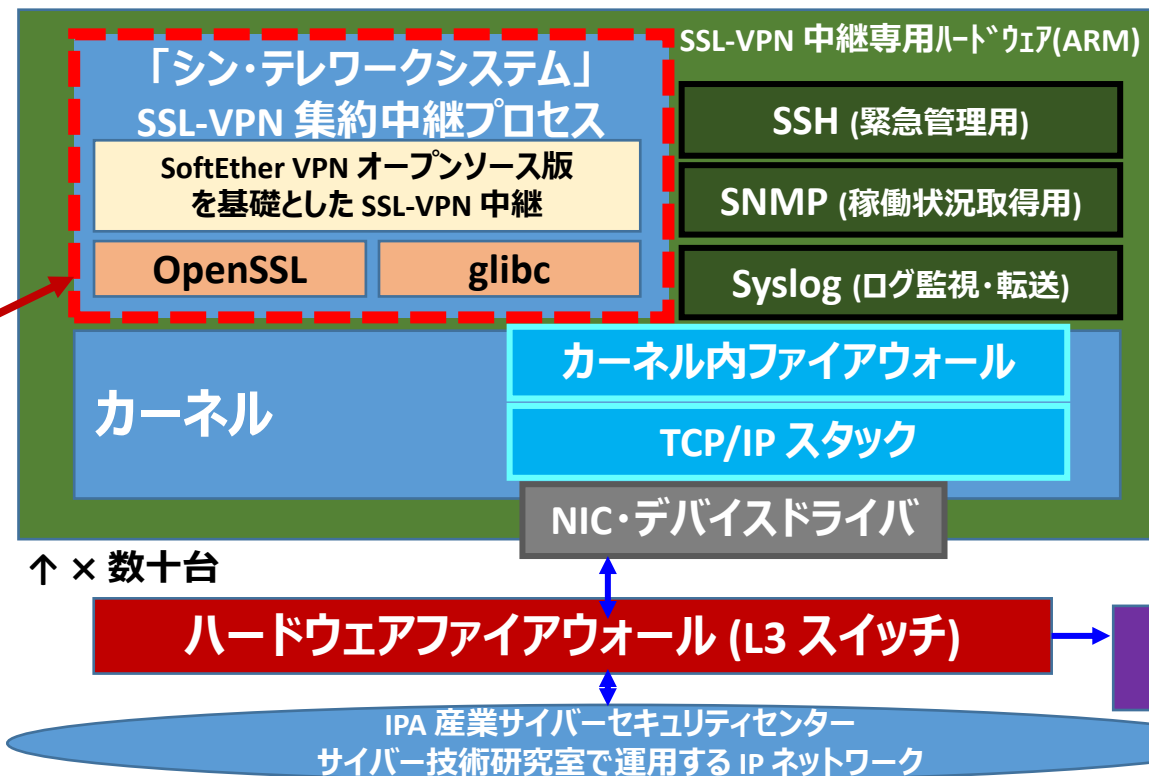 SSL-VPN 中継専用ﾊｰﾄﾞｳｪｱ(ARM)
「シン・テレワークシステム」
SSL-VPN 集約中継プロセス
SoftEther VPN オープンソース版
を基礎とした SSL-VPN 中継
OpenSSL
glibc
SSH (緊急管理用)
SNMP (稼働状況取得用)
Syslog (ログ監視・転送)
カーネル
カーネル内ファイアウォール
TCP/IP スタック
NIC・デバイスドライバ
↑ × 数十台
ハードウェアファイアウォール (L3 スイッチ)
IPA 産業サイバーセキュリティセンター
サイバー技術研究室で運用する IP ネットワーク